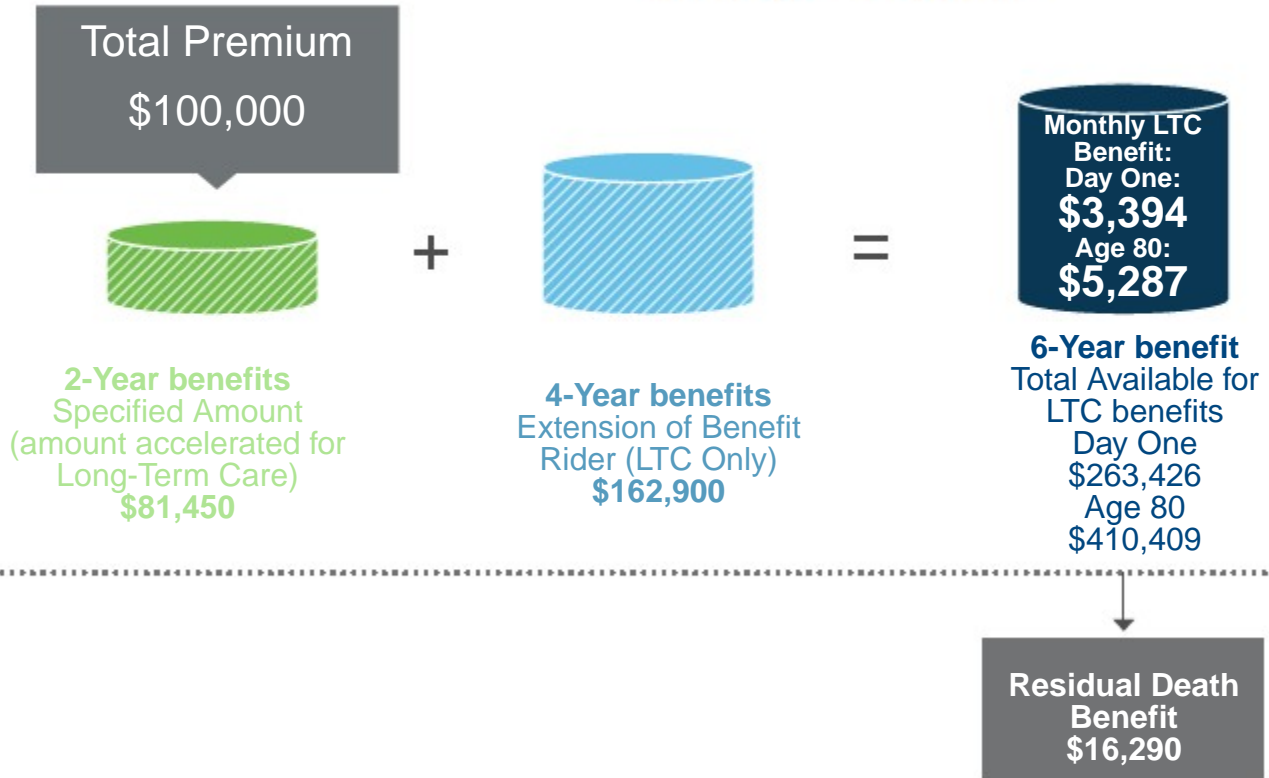 Total Premium
$100,000
+
=
Monthly LTC
Benefit:
Day One:
$3,394
Age 80:
$5,287
2-Year benefits
Specified Amount
(amount accelerated for
Long-Term Care)
$81,450
4-Year benefits
Extension of Benefit
Rider (LTC Only)
$162,900
6-Year benefit
Total Available for
LTC benefits
Day One
$263,426
Age 80
$410,409
Residual Death
Benefit
$16,290